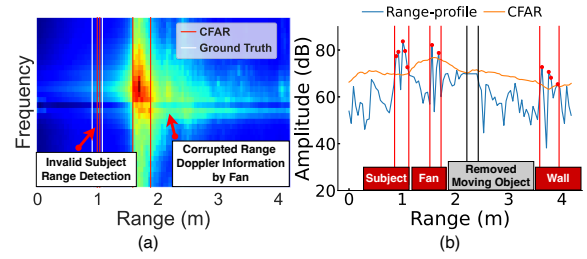 (a)
CFAR
Ground Truth
Frequency
Invalid Subject
Range Detection
Corrupted Range
Doppler Information
by Fan
0 1 2 3 4
Range (m)
(a)
(b)
Range-profile CFAR
Amplitude (dB)
80
60
40
20
Subject
Fan
Removed
Moving Object
Wall
0 1 2 3 4
Range (m)
(b)